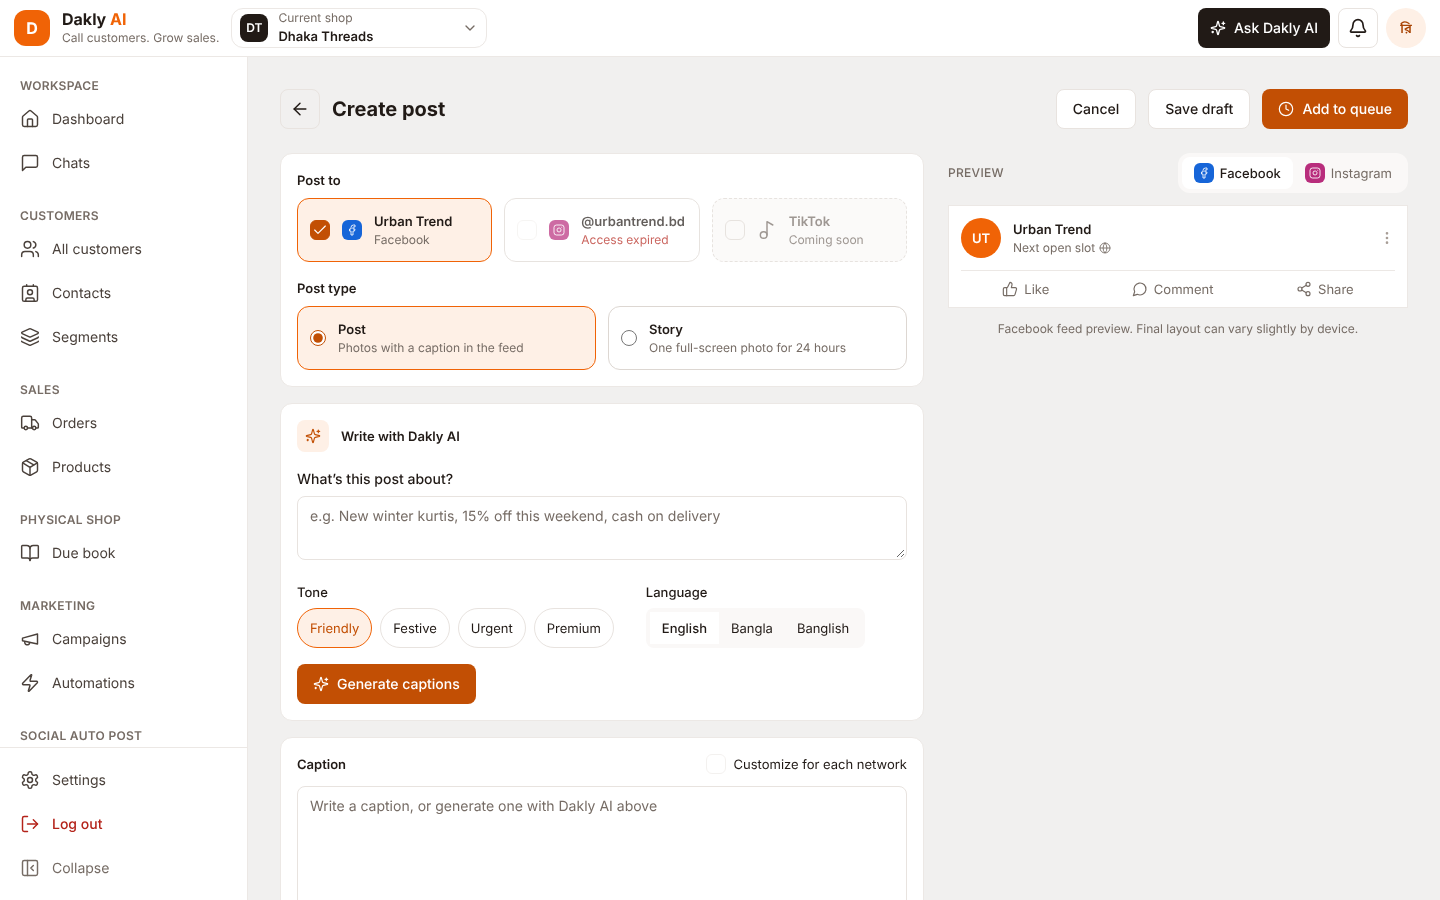 D
Dakly AI
Call customers. Grow sales.
DT
Current shop
Dhaka Threads
Ask Dakly AI
রি
WORKSPACE
Dashboard
Chats
CUSTOMERS
All customers
Contacts
Segments
SALES
Orders
Products
PHYSICAL SHOP
Due book
MARKETING
Campaigns
Automations
SOCIAL AUTO POST
Settings
Log out
Collapse
Create post
Cancel
Save draft
Add to queue
Post to
Urban Trend
Facebook
@urbantrend.bd
Access expired
TikTok
Coming soon
Post type
Post
Photos with a caption in the feed
Story
One full-screen photo for 24 hours
Write with Dakly AI
What's this post about?
e.g. New winter kurtis, 15% off this weekend, cash on delivery
Tone
Friendly
Festive
Urgent
Premium
Language
English
Bangla
Banglish
Generate captions
Caption
Customize for each network
Write a caption, or generate one with Dakly AI above
PREVIEW
Facebook
Instagram
UT
Urban Trend
Next open slot
Like
Comment
Share
Facebook feed preview. Final layout can vary slightly by device.